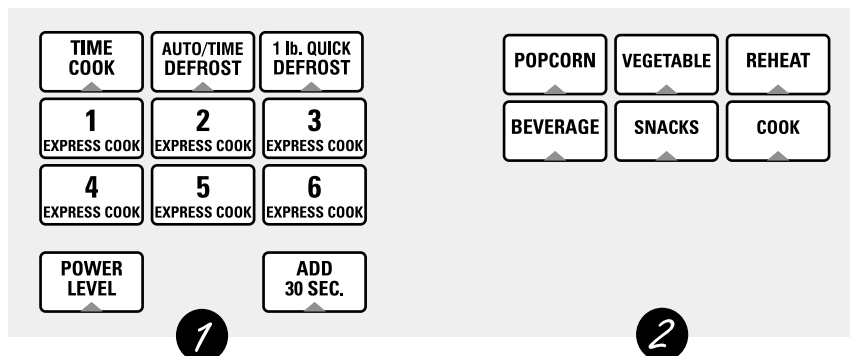 TIME
COOK
AUTO/TIME
DEFROST
1 lb. QUICK
DEFROST
1
EXPRESS COOK
2
EXPRESS COOK
3
EXPRESS COOK
4
EXPRESS COOK
5
EXPRESS COOK
6
EXPRESS COOK
POWER
LEVEL
ADD
30 SEC.
1
POPCORN
VEGETABLE
REHEAT
BEVERAGE
SNACKS
COOK
2